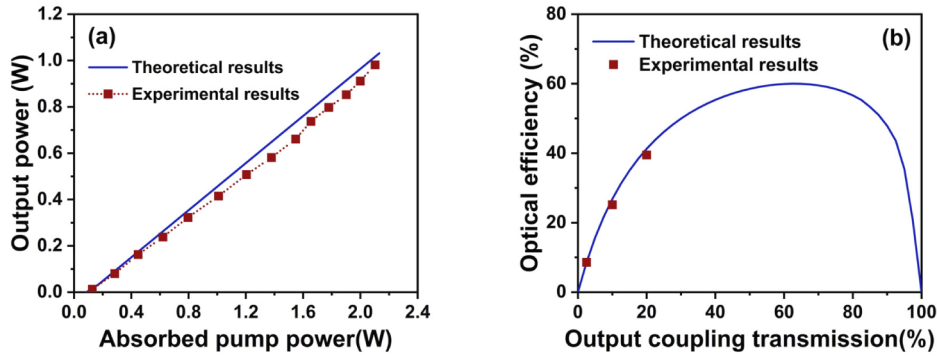 (a)
Theoretical results
Experimental results
Output power (W)
1.2
1.0
0.8
0.6
0.4
0.2
0.0
0.0 0.4 0.8 1.2 1.6 2.0 2.4
Absorbed pump power(W)
(b)
Theoretical results
Experimental results
Optical efficiency (%)
80
60
40
20
0
0 20 40 60 80 100
Output coupling transmission(%)